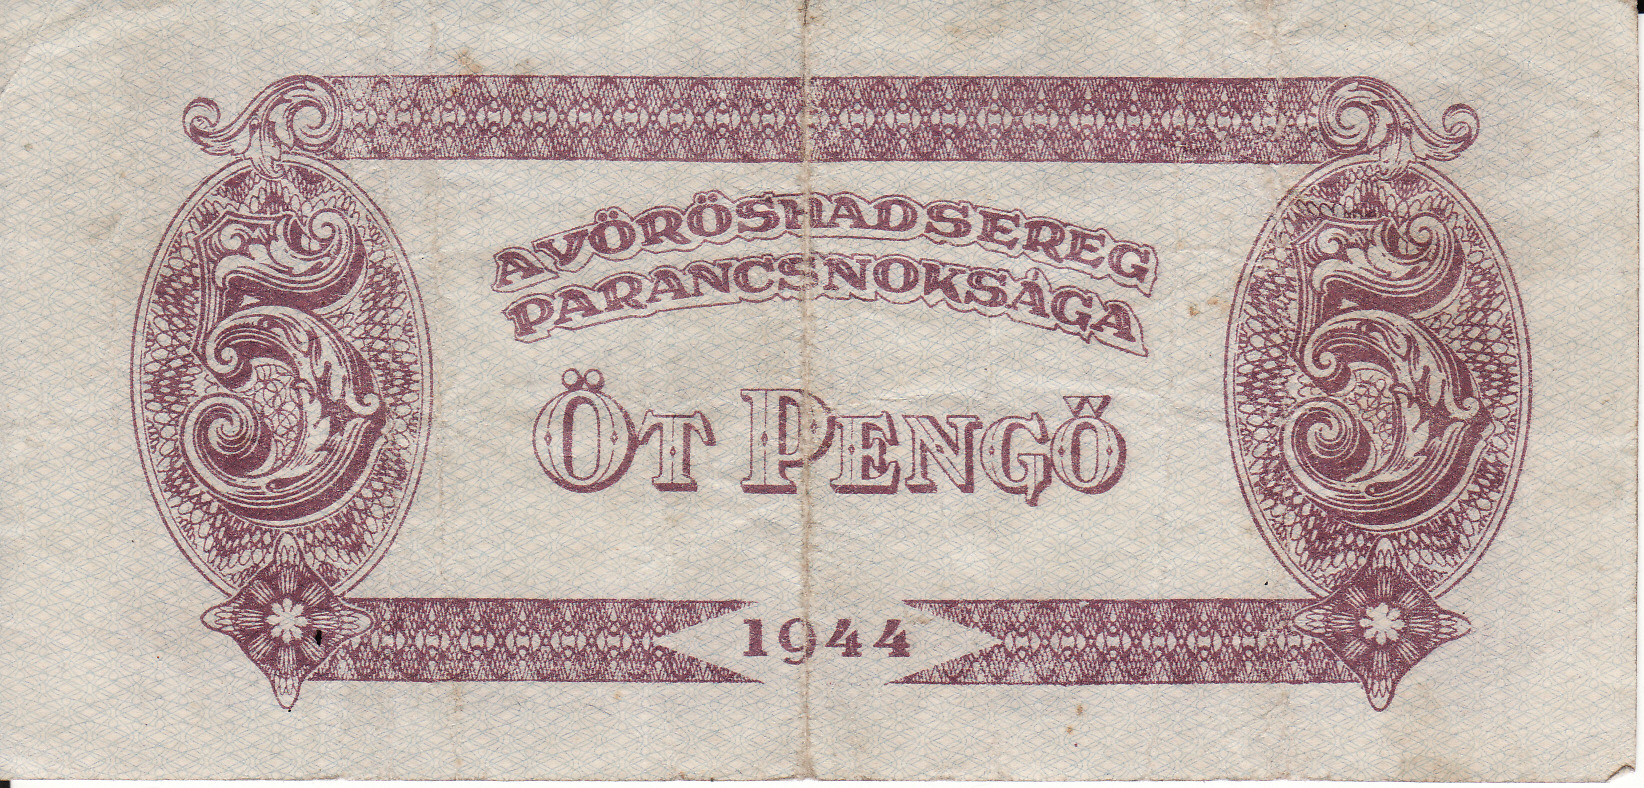 A VÖRÖSHADSEREG
PARANCSNOKSÁGA
5 5
ÖT PENGŐ
1944